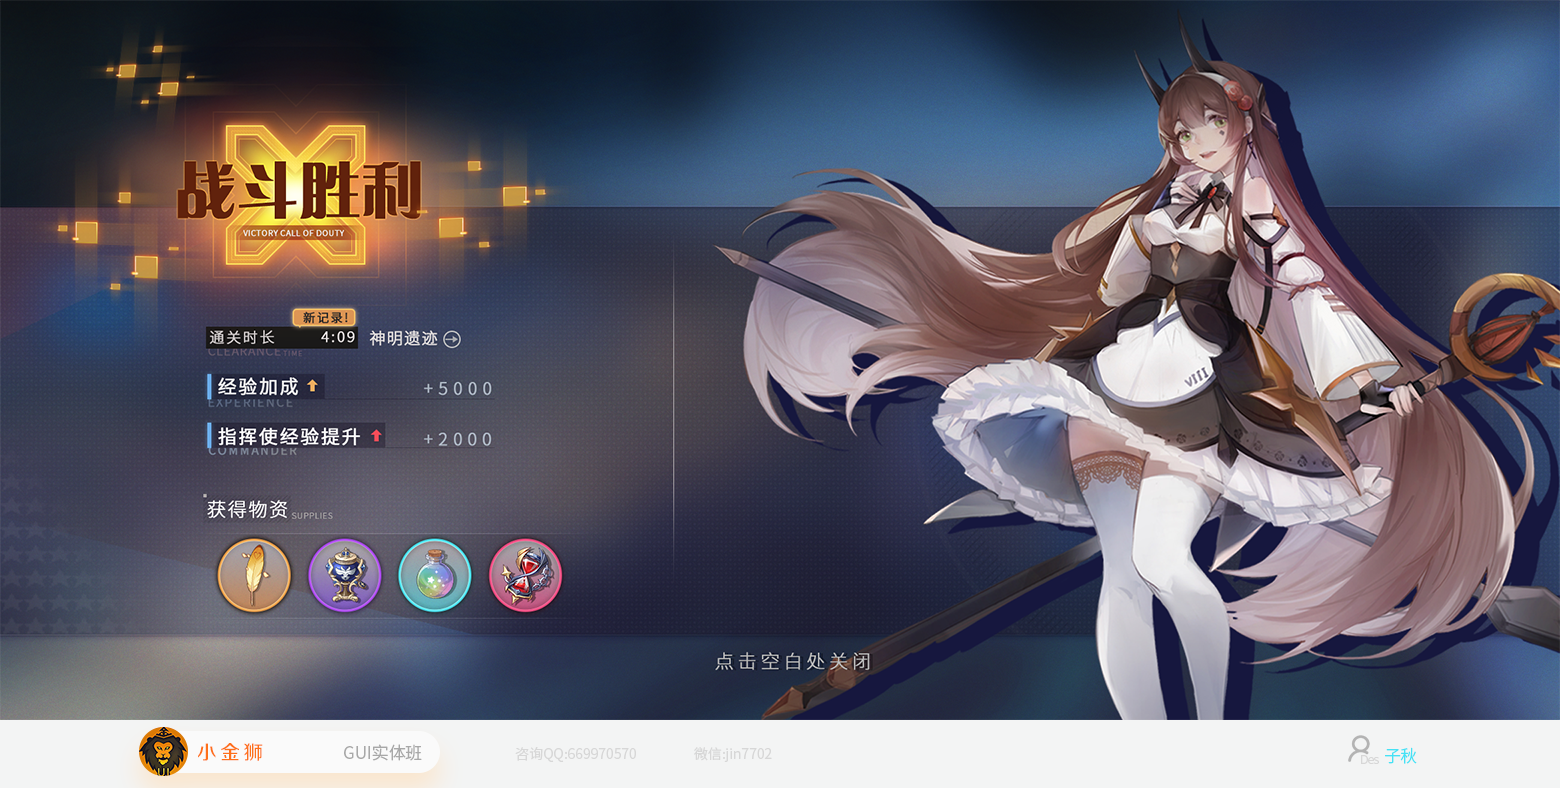 战斗胜利
VICTORY CALL OF DOUTY
新记录!
通关时长 4:09 神明遗迹
CLEARANCE TIME
经验加成 +5000
EXPERIENCE
指挥使经验提升 +2000
COMMANDER
获得物资 SUPPLIES
VIII
点击空白处关闭
小金狮 GUI实体班 咨询QQ:669970570 微信:jin7702 Des 子秋
UI